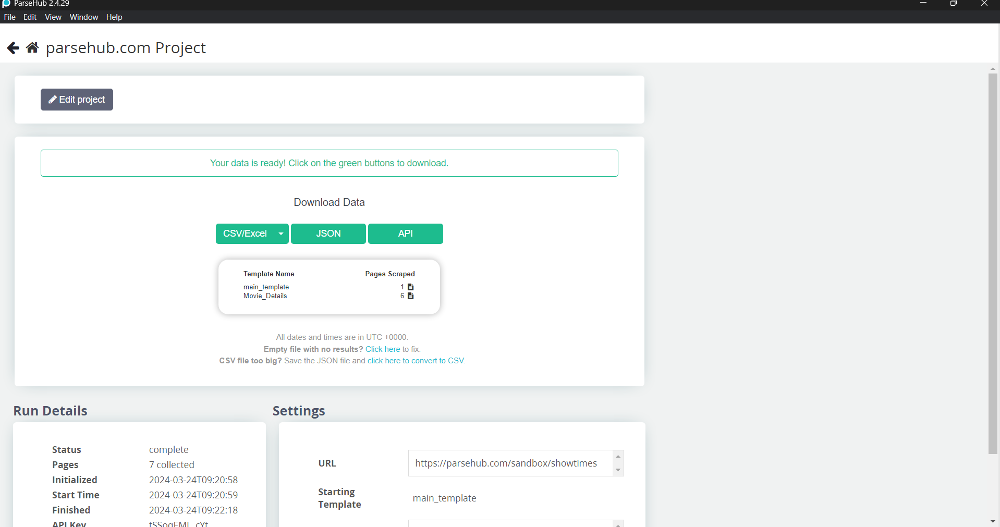 ParseHub 2.4.29
File Edit View Window Help
parsehub.com Project
Edit project
Your data is ready! Click on the green buttons to download.
Download Data
CSV/Excel JSON API
Template Name Pages Scraped
main_template 1
Movie_Details 6
All dates and times are in UTC +0000.
Empty file with no results? Click here to fix.
CSV file too big? Save the JSON file and click here to convert to CSV.
Run Details
Status complete
Pages 7 collected
Initialized 2024-03-24T09:20:58
Start Time 2024-03-24T09:20:59
Finished 2024-03-24T09:22:18
API Key
Settings
URL https://parsehub.com/sandbox/showtimes
Starting
Template main_template